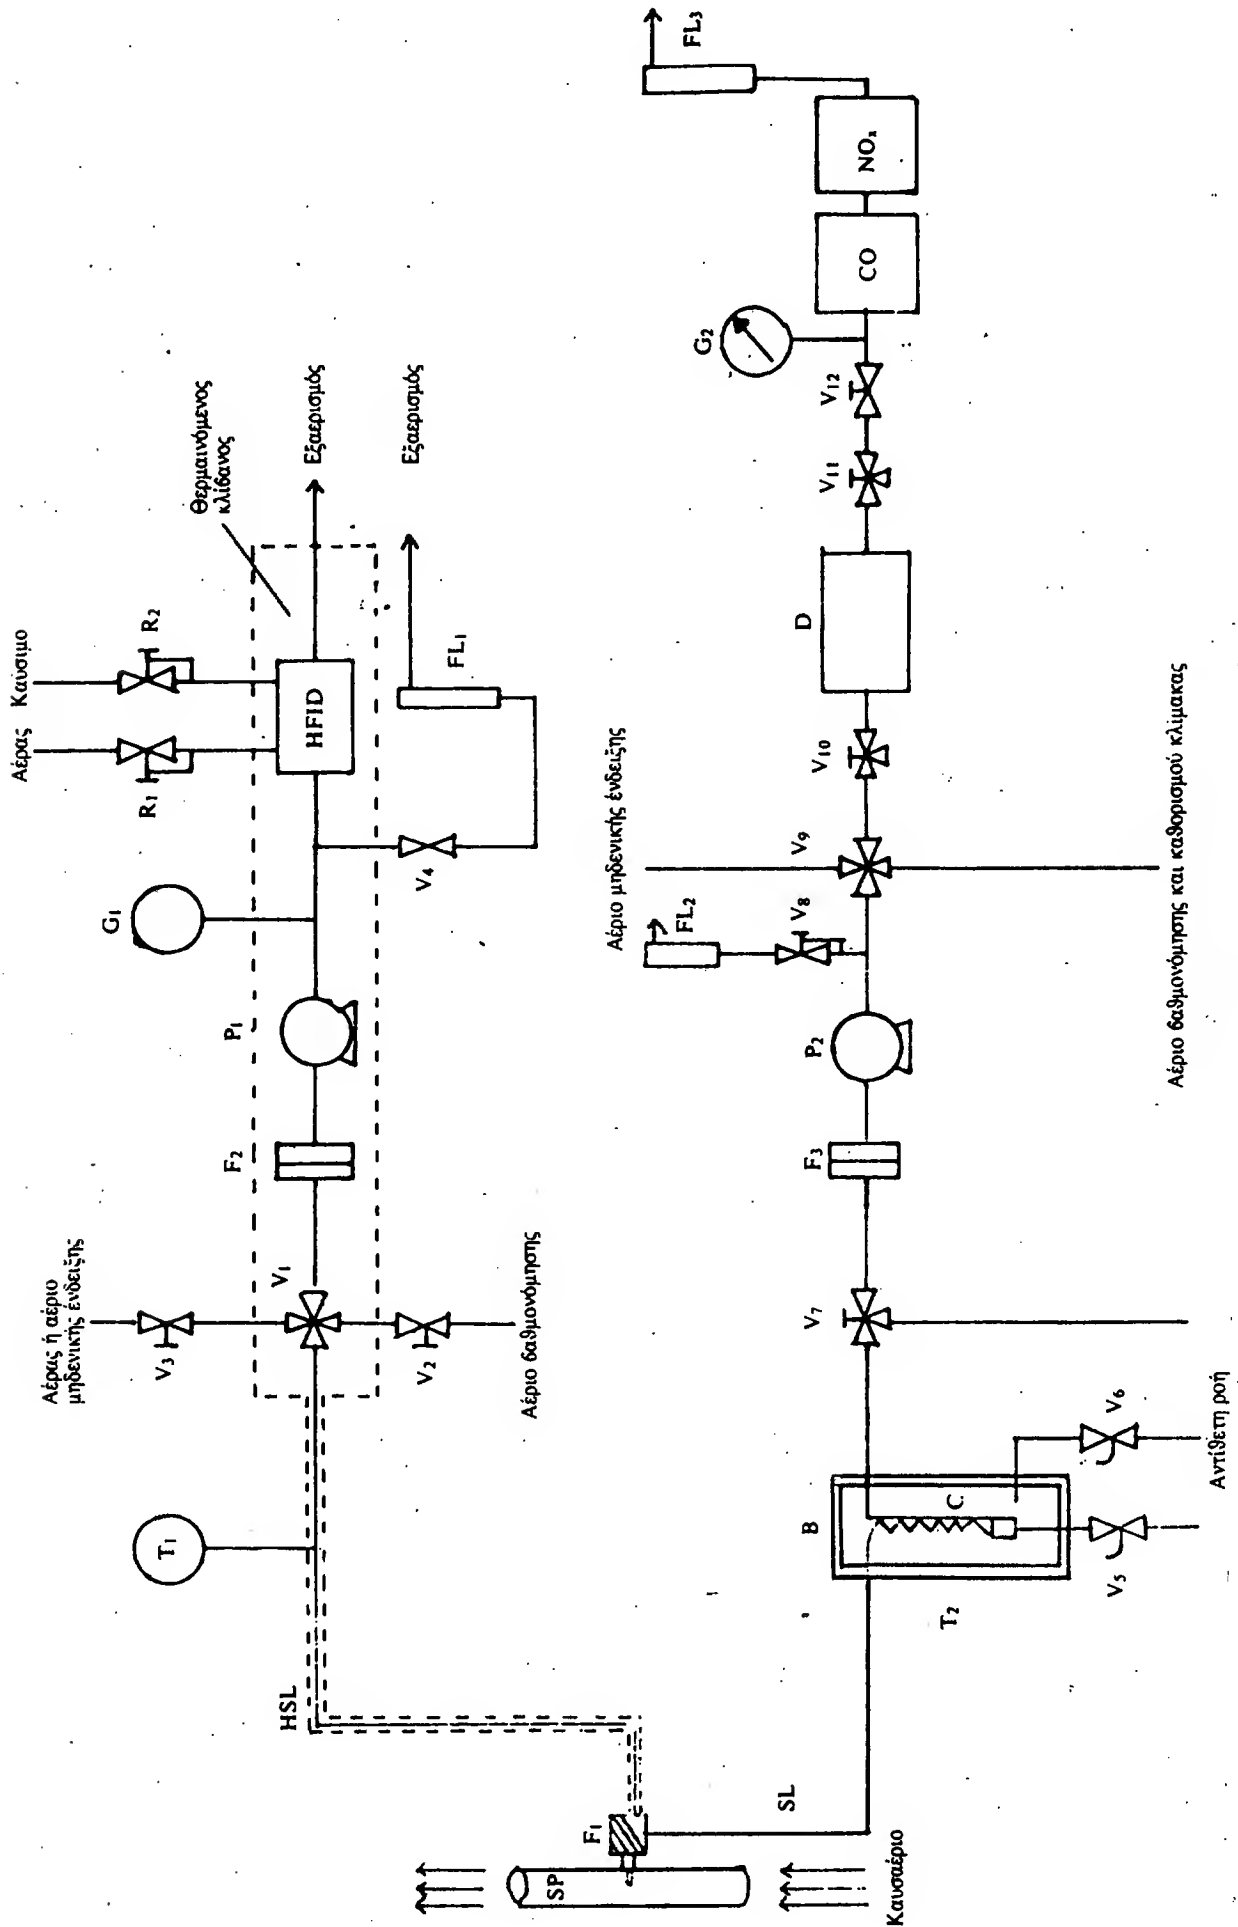 FL₃
NOₓ
CO
G₂
V₁₂
V₁₁
D
V₁₀
V₉
V₈
FL₂
P₂
F₃
V₇
B
C
T₂
V₅
V₆
Αντίθετη ροή
Αέριο μηδενικής ένδειξης
Αέριο βαθμονόμησης και καθορισμού κλίμακας
Θερμαινόμενος
κλίβανος
Εξαερισμός
Εξαερισμός
Αέρας
Καύσιμο
R₁
R₂
HFID
FL₁
V₄
G₁
P₁
F₂
V₁
Αέρας ή αέριο
μηδενικής ένδειξης
V₃
V₂
Αέριο βαθμονόμησης
T₁
HSL
F₁
SP
SL
Καυσαέριο